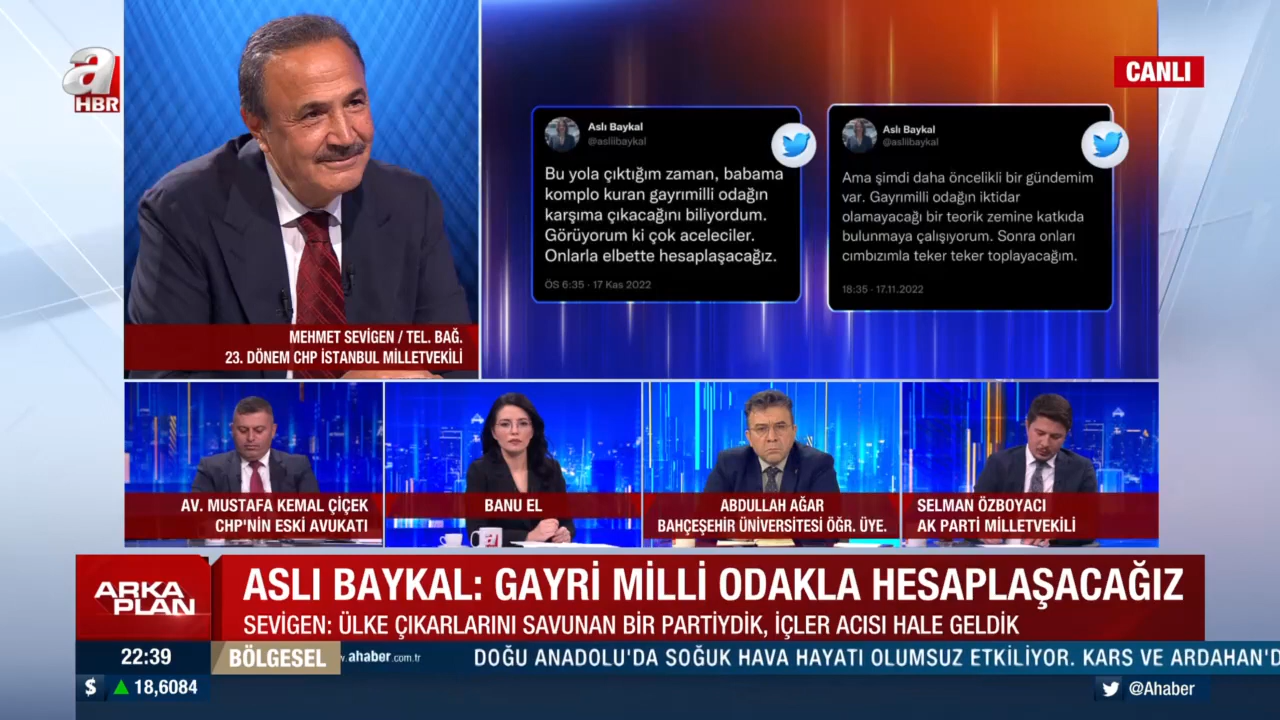 a
HBR
CANLI
Aslı Baykal
@asliibaykal
Bu yola çıktığım zaman, babama
komplo kuran gayrımilli odağın
karşıma çıkacağını biliyordum.
Görüyorum ki çok aceleciler.
Onlarla elbette hesaplaşacağız.
ÖS 6:35 · 17 Kas 2022
Aslı Baykal
@asliibaykal
Ama şimdi daha öncelikli bir gündemim
var. Gayrımilli odağın iktidar
olamayacağı bir teorik zemine katkıda
bulunmaya çalışıyorum. Sonra onları
cımbızımla teker teker toplayacağım.
18:35 · 17.11.2022
MEHMET SEVİGEN / TEL. BAĞ.
23. DÖNEM CHP İSTANBUL MİLLETVEKİLİ
AV. MUSTAFA KEMAL ÇİÇEK
CHP'NİN ESKİ AVUKATI
BANU EL
a
ABDULLAH AĞAR
BAHÇEŞEHİR ÜNİVERSİTESİ ÖĞR. ÜYE.
SELMAN ÖZBOYACI
AK PARTİ MİLLETVEKİLİ
ARKA
PLAN
ASLI BAYKAL: GAYRİ MİLLİ ODAKLA HESAPLAŞACAĞIZ
SEVİGEN: ÜLKE ÇIKARLARINI SAVUNAN BİR PARTİYDİK, İÇLER ACISI HALE GELDİK
22:39
BÖLGESEL
.ahaber.com.tr
DOĞU ANADOLU'DA SOĞUK HAVA HAYATI OLUMSUZ ETKİLİYOR. KARS VE ARDAHAN'D
$ 18,6084
@Ahaber